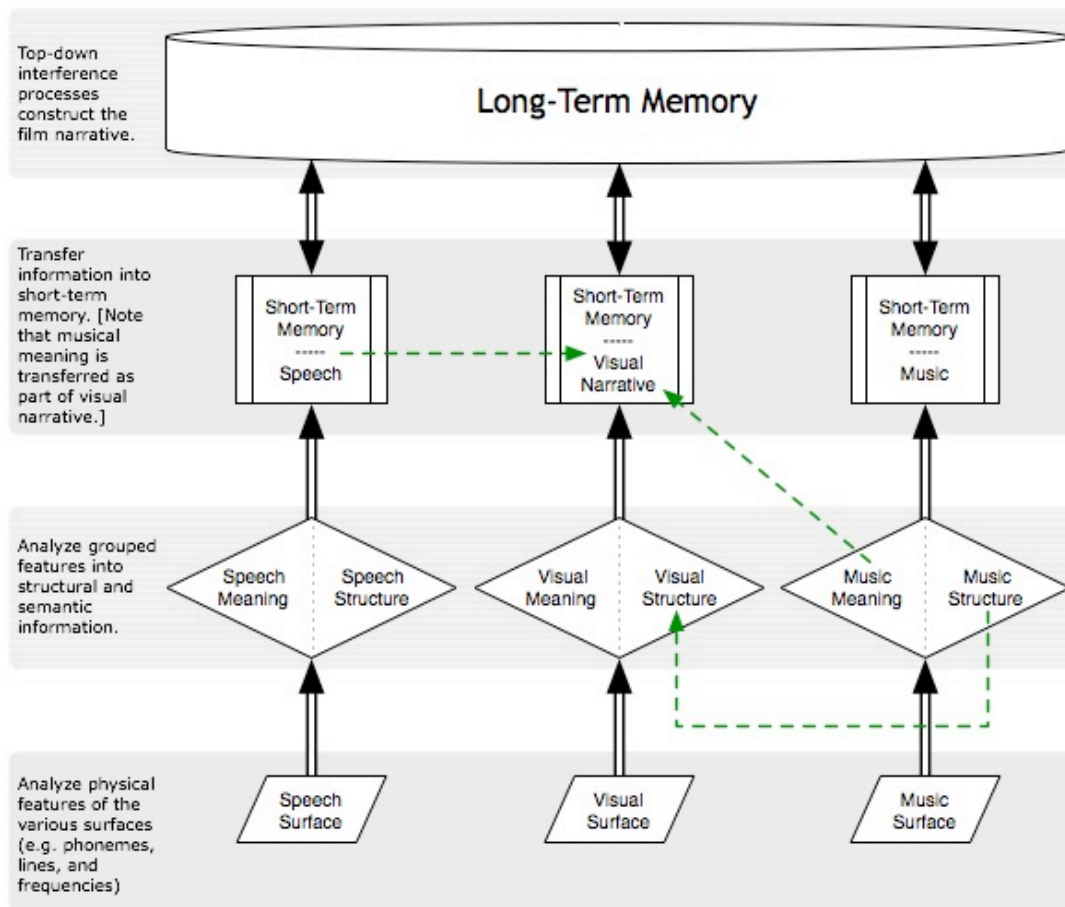 Top-down
interference
processes
construct the
film narrative.
Long-Term Memory
Transfer
information into
short-term
memory. [Note
that musical
meaning is
transferred as
part of visual
narrative.]
Short-Term
Memory
-----
Speech
Short-Term
Memory
-----
Visual
Narrative
Short-Term
Memory
-----
Music
Analyze grouped
features into
structural and
semantic
information.
Speech
Meaning
Speech
Structure
Visual
Meaning
Visual
Structure
Music
Meaning
Music
Structure
Analyze physical
features of the
various surfaces
(e.g. phonemes,
lines, and
frequencies)
Speech
Surface
Visual
Surface
Music
Surface